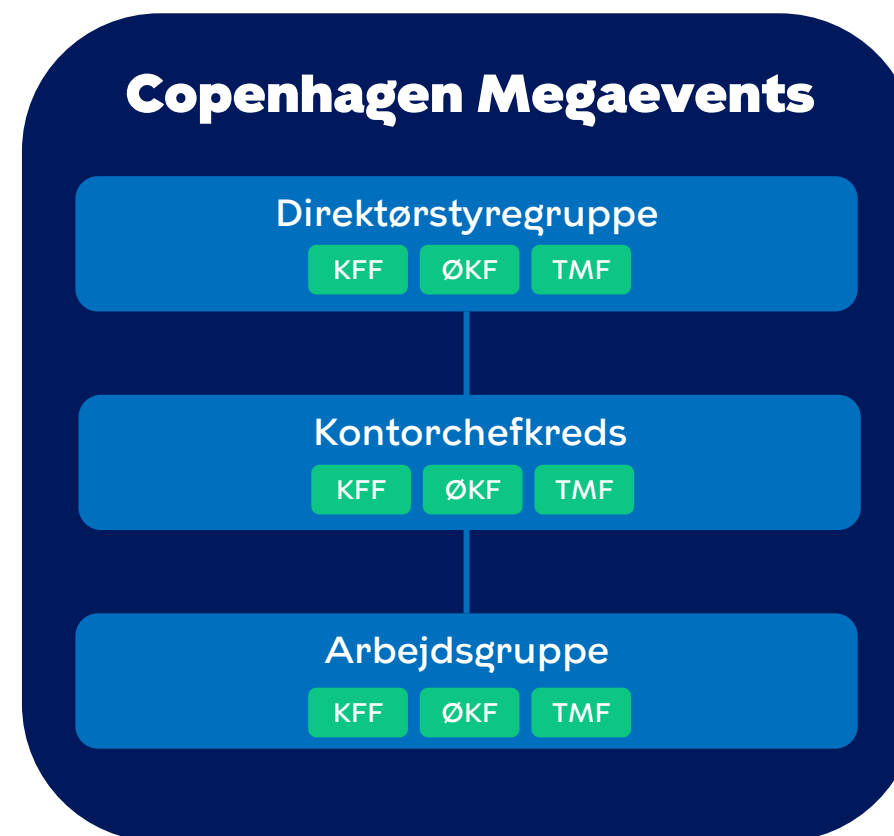 Copenhagen Megaevents
Direktørstyregruppe
KFF ØKF TMF
Kontorchefkreds
KFF ØKF TMF
Arbejdsgruppe
KFF ØKF TMF